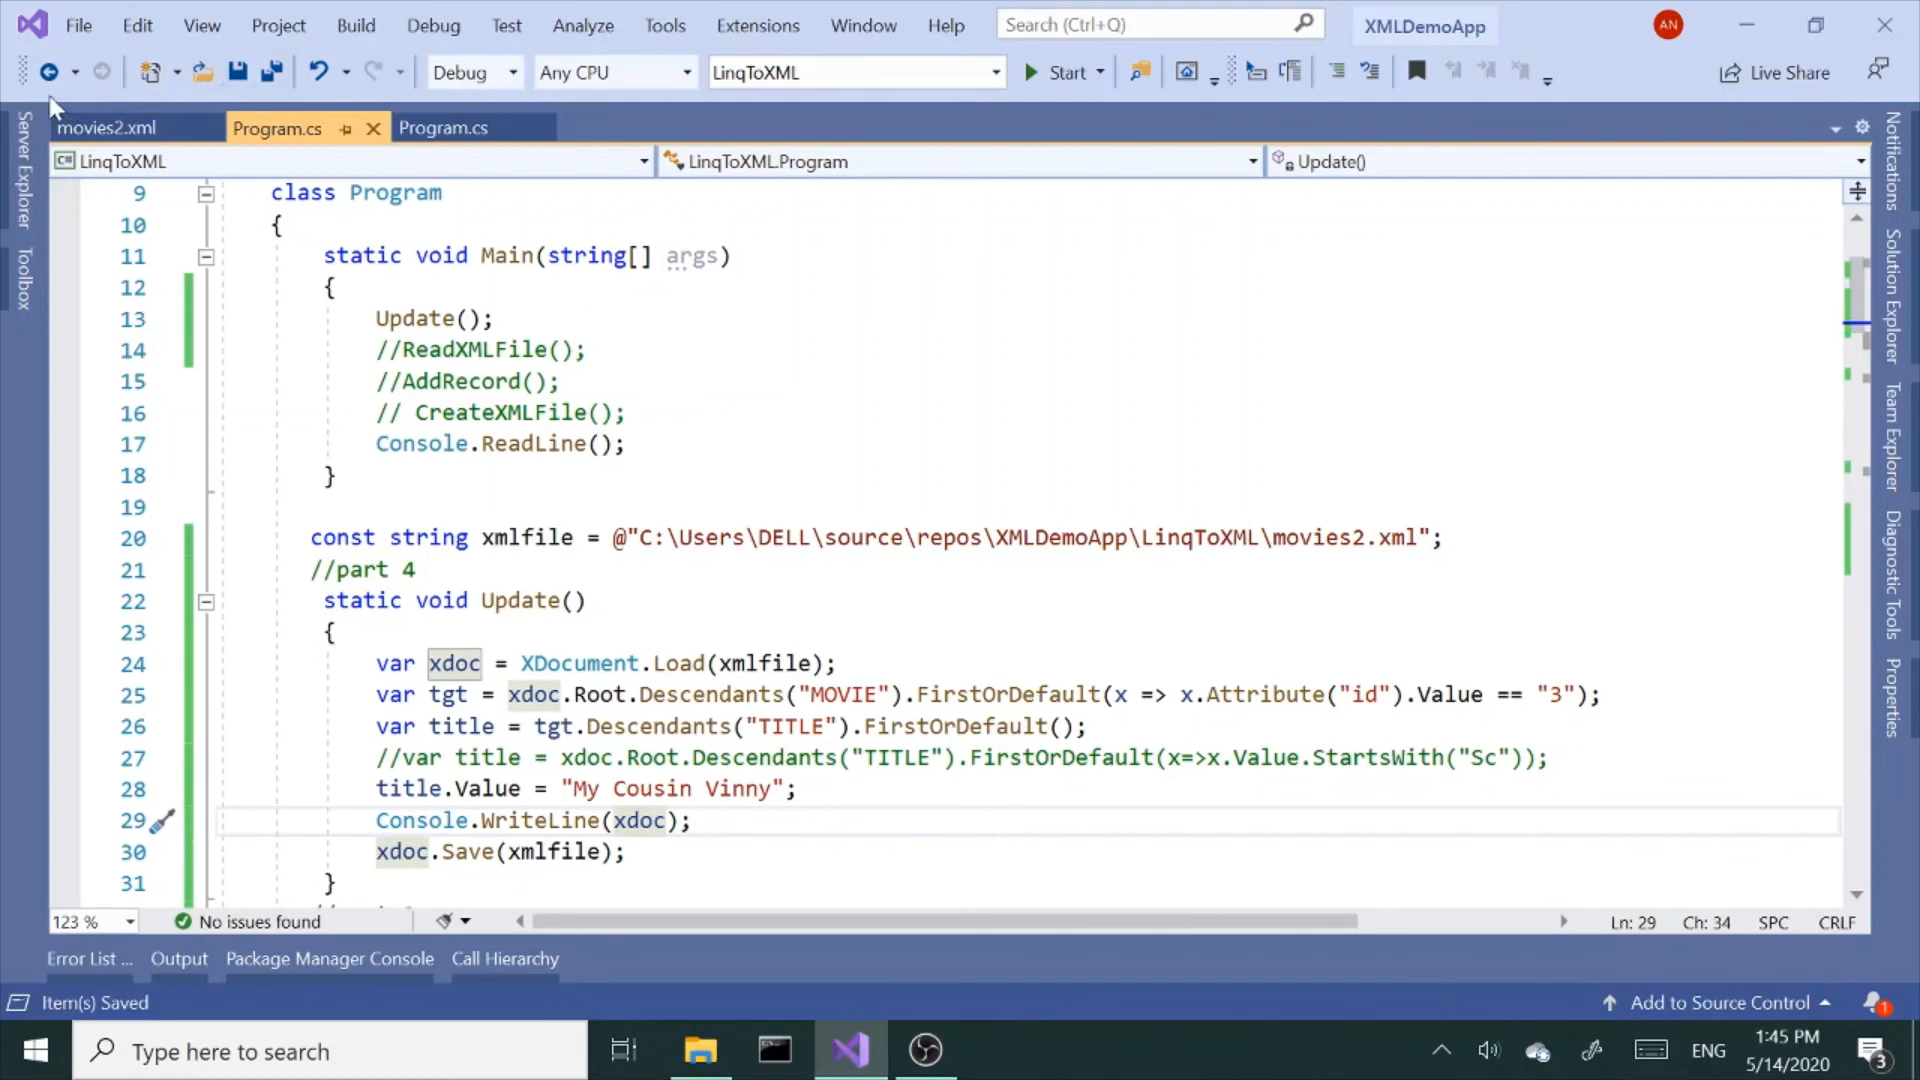 File Edit View Project Build Debug Test Analyze Tools Extensions Window Help Search (Ctrl+Q) XMLDemoApp AN
Debug Any CPU LinqToXML Start Live Share
movies2.xml Program.cs Program.cs
LinqToXML LinqToXML.Program Update()
9 class Program
10 {
11 static void Main(string[] args)
12 {
13 Update();
14 //ReadXMLFile();
15 //AddRecord();
16 // CreateXMLFile();
17 Console.ReadLine();
18 }
19
20 const string xmlfile = @"C:\Users\DELL\source\repos\XMLDemoApp\LinqToXML\movies2.xml";
21 //part 4
22 static void Update()
23 {
24 var xdoc = XDocument.Load(xmlfile);
25 var tgt = xdoc.Root.Descendants("MOVIE").FirstOrDefault(x => x.Attribute("id").Value == "3");
26 var title = tgt.Descendants("TITLE").FirstOrDefault();
27 //var title = xdoc.Root.Descendants("TITLE").FirstOrDefault(x=>x.Value.StartsWith("Sc"));
28 title.Value = "My Cousin Vinny";
29 Console.WriteLine(xdoc);
30 xdoc.Save(xmlfile);
31 }
Server Explorer
Toolbox
Notifications
Solution Explorer
Team Explorer
Diagnostic Tools
Properties
123 % No issues found Ln: 29 Ch: 34 SPC CRLF
Error List ... Output Package Manager Console Call Hierarchy
Item(s) Saved Add to Source Control 1
Type here to search ENG 1:45 PM
5/14/2020 3